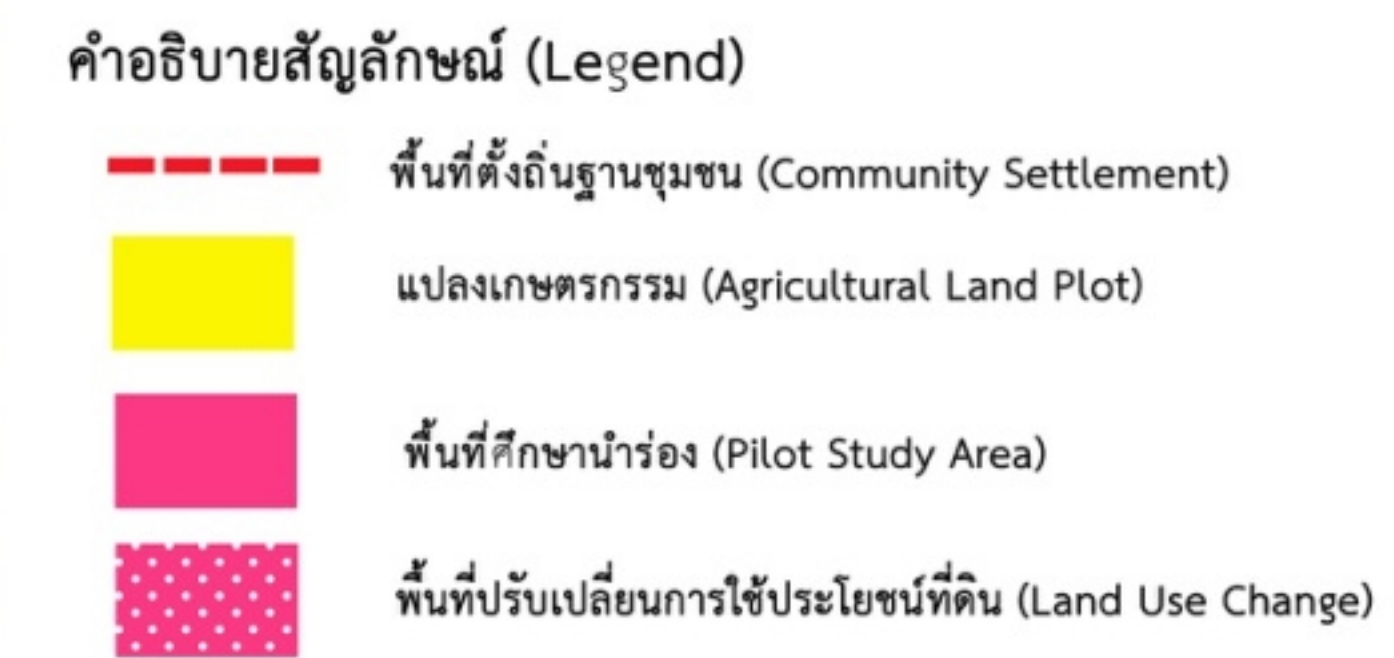 คำอธิบายสัญลักษณ์ (Legend)
พื้นที่ตั้งถิ่นฐานชุมชน (Community Settlement)
แปลงเกษตรกรรม (Agricultural Land Plot)
พื้นที่ศึกษานำร่อง (Pilot Study Area)
พื้นที่ปรับเปลี่ยนการใช้ประโยชน์ที่ดิน (Land Use Change)